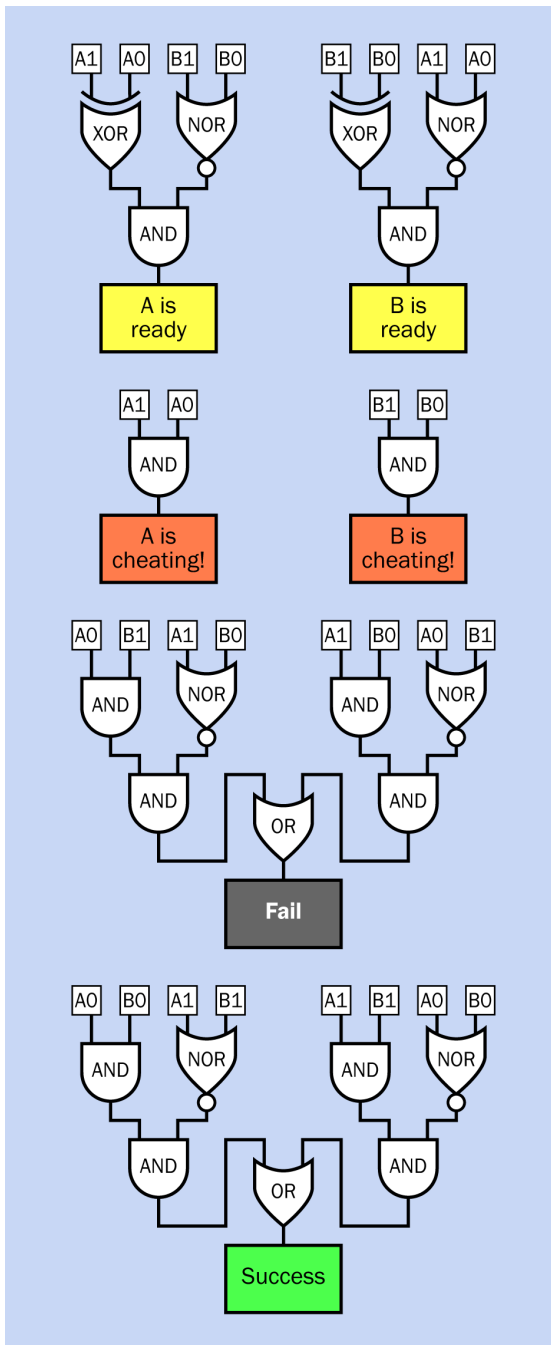 A1 A0 B1 B0 B1 B0 A1 A0
XOR NOR XOR NOR
AND AND
A is B is
ready ready
A1 A0 B1 B0
AND AND
A is B is
cheating! cheating!
A0 B1 A1 B0 A1 B0 A0 B1
AND NOR AND NOR
AND OR AND
Fail
A0 B0 A1 B1 A1 B1 A0 B0
AND NOR AND NOR
AND OR AND
Success